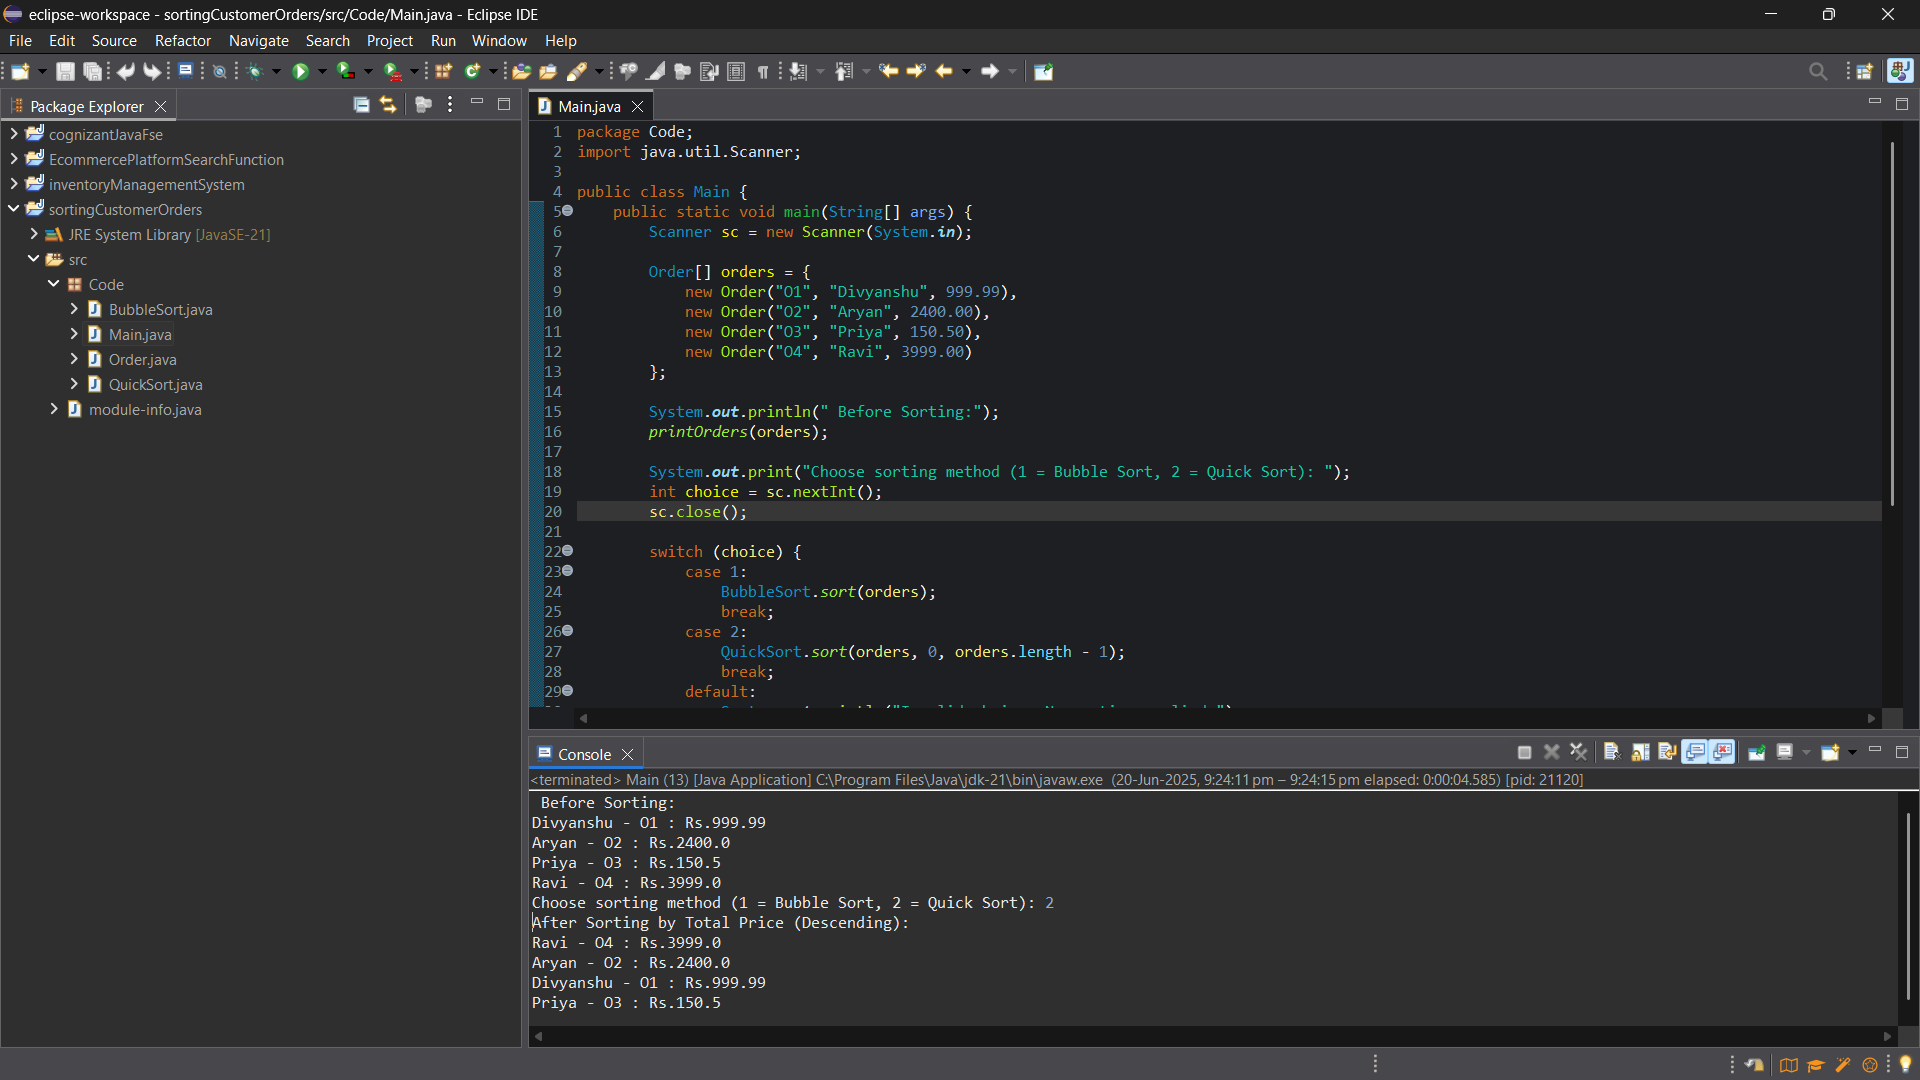 eclipse-workspace - sortingCustomerOrders/src/Code/Main.java - Eclipse IDE
File Edit Source Refactor Navigate Search Project Run Window Help
Package Explorer
cognizantJavaFse
EcommercePlatformSearchFunction
inventoryManagementSystem
sortingCustomerOrders
JRE System Library [JavaSE-21]
src
Code
BubbleSort.java
Main.java
Order.java
QuickSort.java
module-info.java
Main.java
1 package Code;
2 import java.util.Scanner;
3
4 public class Main {
5 public static void main(String[] args) {
6 Scanner sc = new Scanner(System.in);
7
8 Order[] orders = {
9 new Order("O1", "Divyanshu", 999.99),
10 new Order("O2", "Aryan", 2400.00),
11 new Order("O3", "Priya", 150.50),
12 new Order("O4", "Ravi", 3999.00)
13 };
14
15 System.out.println(" Before Sorting:");
16 printOrders(orders);
17
18 System.out.print("Choose sorting method (1 = Bubble Sort, 2 = Quick Sort): ");
19 int choice = sc.nextInt();
20 sc.close();
21
22 switch (choice) {
23 case 1:
24 BubbleSort.sort(orders);
25 break;
26 case 2:
27 QuickSort.sort(orders, 0, orders.length - 1);
28 break;
29 default:
Console
<terminated> Main (13) [Java Application] C:\Program Files\Java\jdk-21\bin\javaw.exe (20-Jun-2025, 9:24:11 pm – 9:24:15 pm elapsed: 0:00:04.585) [pid: 21120]
Before Sorting:
Divyanshu - O1 : Rs.999.99
Aryan - O2 : Rs.2400.0
Priya - O3 : Rs.150.5
Ravi - O4 : Rs.3999.0
Choose sorting method (1 = Bubble Sort, 2 = Quick Sort): 2
After Sorting by Total Price (Descending):
Ravi - O4 : Rs.3999.0
Aryan - O2 : Rs.2400.0
Divyanshu - O1 : Rs.999.99
Priya - O3 : Rs.150.5